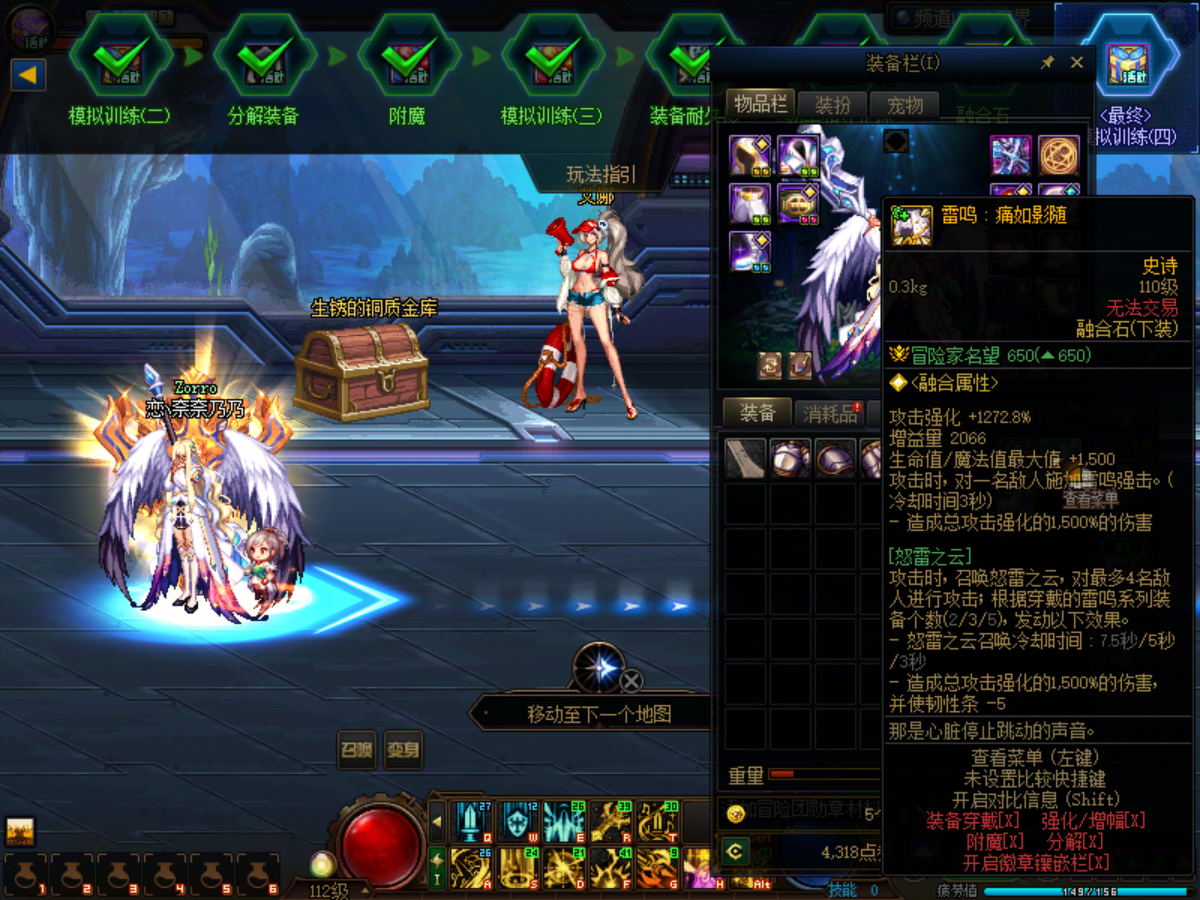 模拟训练(二)
分解装备
附魔
模拟训练(三)
装备耐
〈最终〉
拟训练(四)
玩法指引
艾娜
生锈的铜质金库
Zorro
恋\奈奈乃乃
移动至下一个地图
召唤
变身
112级
装备栏(I)
物品栏
装扮
宠物
装备
消耗品
重量
4,318点
技能 0
疲劳值
149/156
雷鸣：痛如影随
史诗
0.3kg
110级
无法交易
融合石(下装)
冒险家名望 650(▲650)
〈融合属性〉
攻击强化 +1272.8%
增益量 2066
生命值/魔法值最大值 +1,500
攻击时，对一名敌人施加雷鸣强击。(
冷却时间3秒)
查看菜单
- 造成总攻击强化的1,500%的伤害
[怒雷之云]
攻击时，召唤怒雷之云，对最多4名敌
人进行攻击；根据穿戴的雷鸣系列装
备个数(2/3/5)，发动以下效果。
- 怒雷之云召唤冷却时间：7.5秒/5秒
/3秒
- 造成总攻击强化的1,500%的伤害，
并使韧性条 -5
那是心脏停止跳动的声音。
查看菜单 (左键)
未设置比较快捷键
开启对比信息 (Shift)
装备穿戴[X] 强化/增幅[X]
附魔[X] 分解[X]
开启徽章镶嵌栏[X]